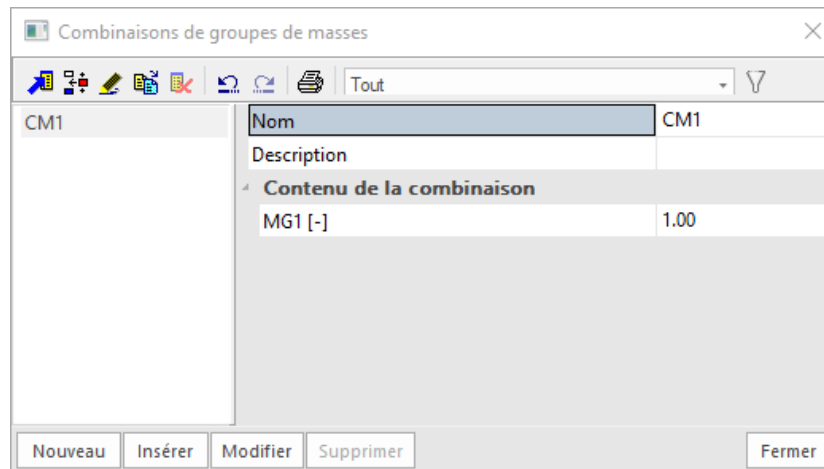 Combinaisons de groupes de masses
Tout
CM1
Nom CM1
Description
Contenu de la combinaison
MG1 [-] 1.00
Nouveau Insérer Modifier Supprimer Fermer